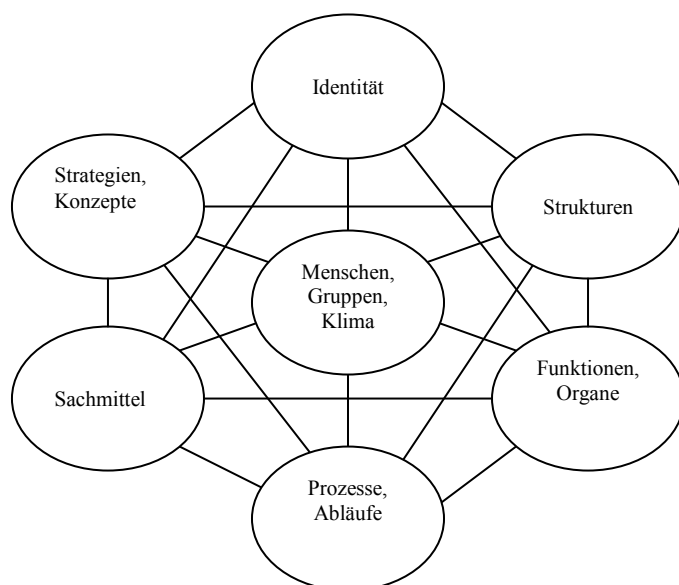 Identität
Strategien,
Konzepte
Strukturen
Menschen,
Gruppen,
Klima
Sachmittel
Funktionen,
Organe
Prozesse,
Abläufe